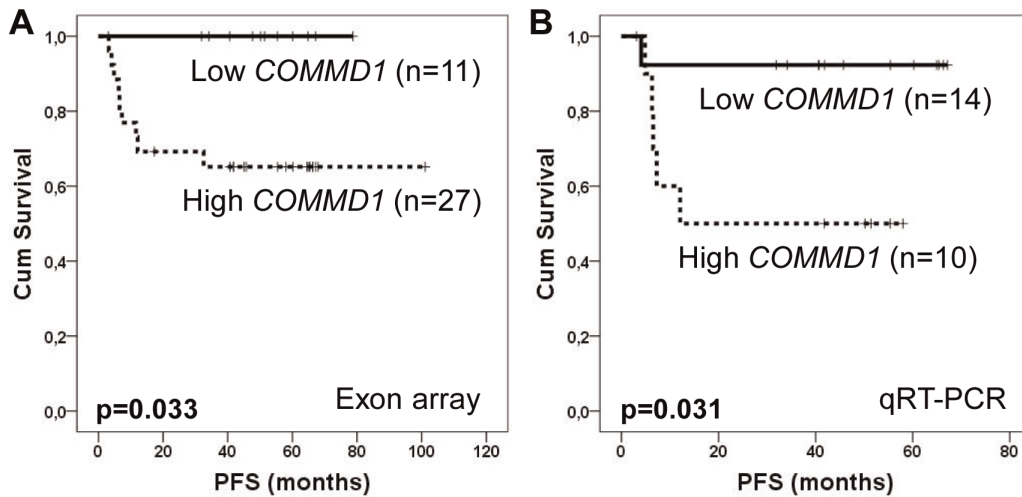 A
1,0
0,8
0,6
0,4
0,2
0,0
Cum Survival
Low COMMD1 (n=11)
High COMMD1 (n=27)
p=0.033
Exon array
0 20 40 60 80 100 120
PFS (months)
B
1,0
0,8
0,6
0,4
0,2
0,0
Cum Survival
Low COMMD1 (n=14)
High COMMD1 (n=10)
p=0.031
qRT-PCR
0 20 40 60 80
PFS (months)